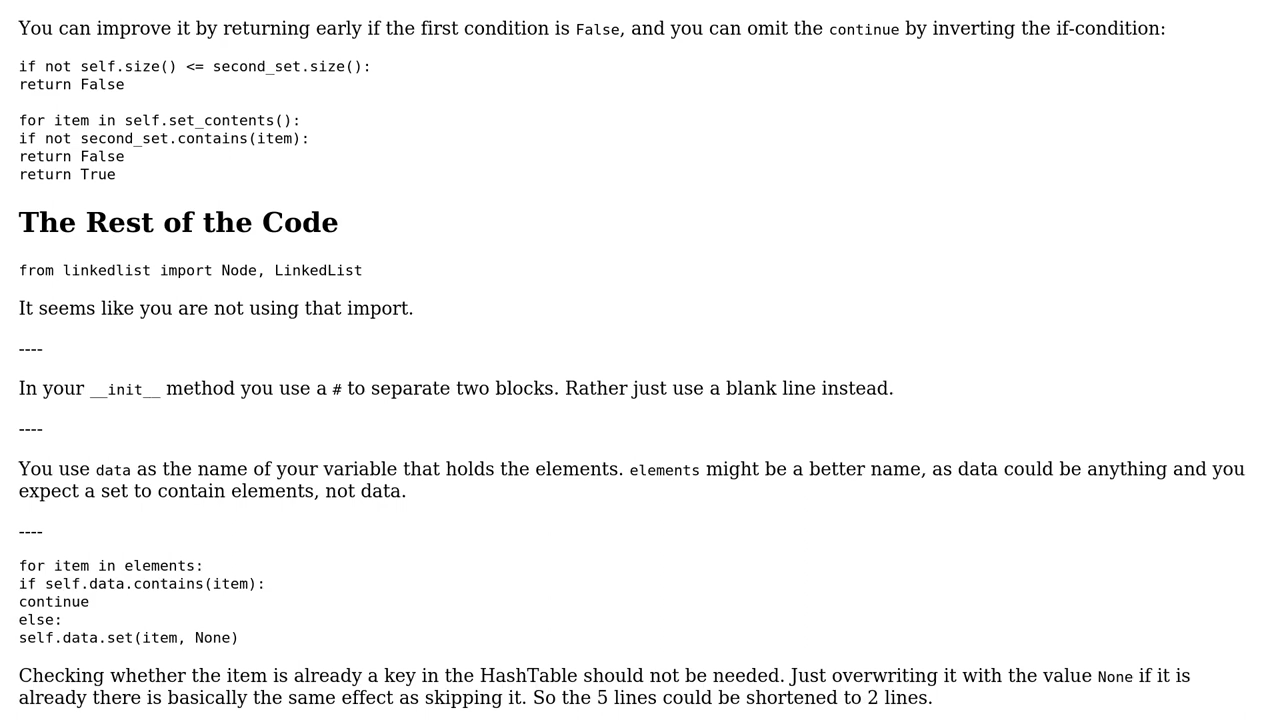 You can improve it by returning early if the first condition is False, and you can omit the continue by inverting the if-condition:
if not self.size() <= second_set.size():
return False
for item in self.set_contents():
if not second_set.contains(item):
return False
return True
The Rest of the Code
from linkedlist import Node, LinkedList
It seems like you are not using that import.
----
In your __init__ method you use a # to separate two blocks. Rather just use a blank line instead.
----
You use data as the name of your variable that holds the elements. elements might be a better name, as data could be anything and you
expect a set to contain elements, not data.
----
for item in elements:
if self.data.contains(item):
continue
else:
self.data.set(item, None)
Checking whether the item is already a key in the HashTable should not be needed. Just overwriting it with the value None if it is
already there is basically the same effect as skipping it. So the 5 lines could be shortened to 2 lines.